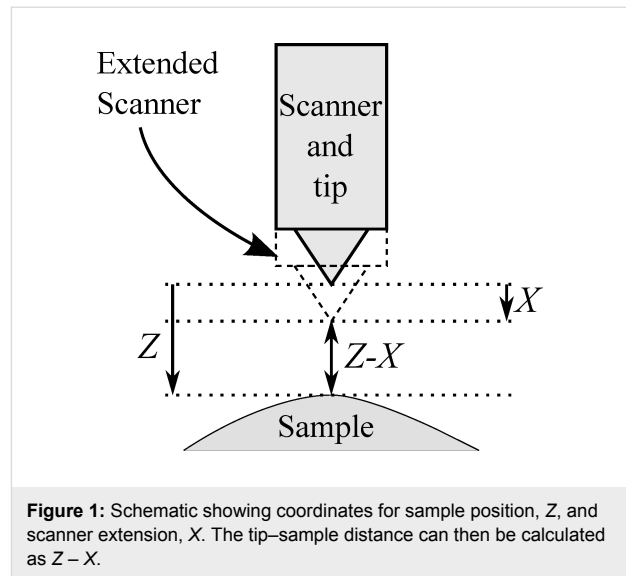 Extended
Scanner
Scanner
and
tip
X
Z
Z-X
Sample
Figure 1: Schematic showing coordinates for sample position, Z, and
scanner extension, X. The tip–sample distance can then be calculated
as Z – X.